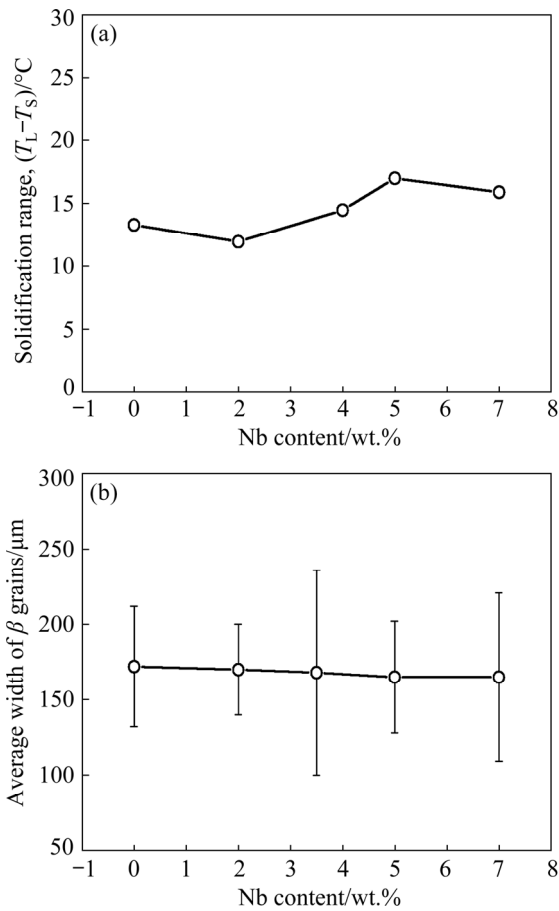 (a)
30
25
20
15
10
5
0
Solidification range, (T_L−T_S)/°C
−1 0 1 2 3 4 5 6 7 8
Nb content/wt.%
(b)
300
250
200
150
100
50
Average width of β grains/μm
−1 0 1 2 3 4 5 6 7 8
Nb content/wt.%